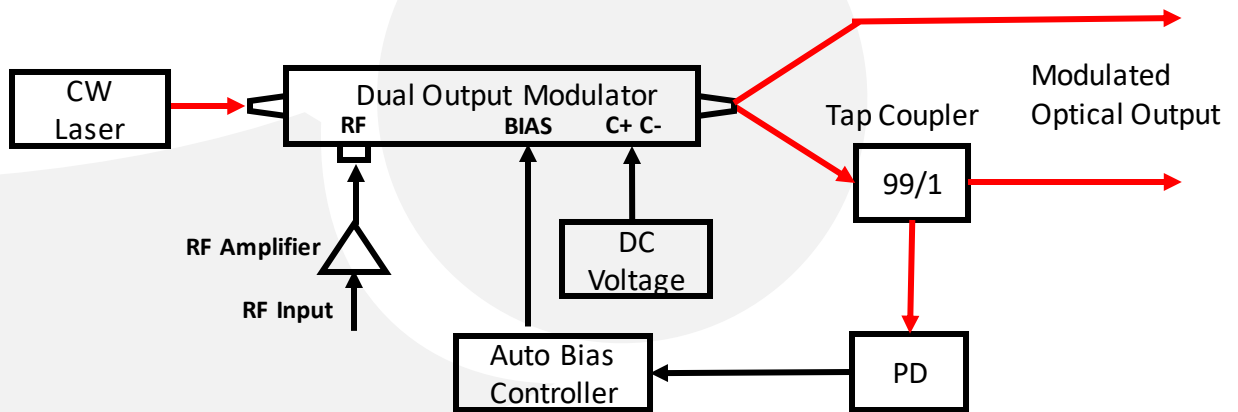 CW
Laser
Dual Output Modulator
RF
BIAS
C+ C-
Modulated
Optical Output
Tap Coupler
99/1
RF Amplifier
RF Input
DC
Voltage
Auto Bias
Controller
PD